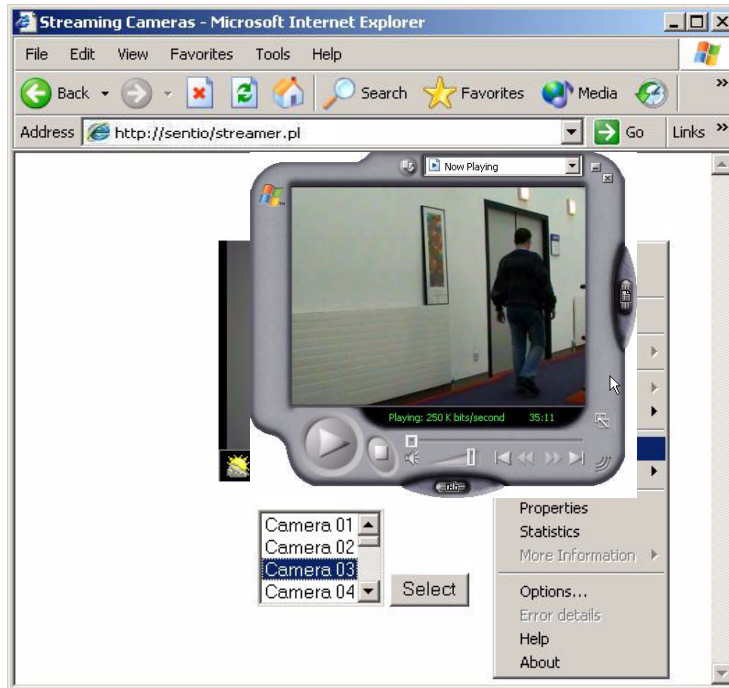 Streaming Cameras - Microsoft Internet Explorer
File Edit View Favorites Tools Help
Back Search Favorites Media »
Address http://sentio/streamer.pl Go Links »
Now Playing
Playing: 250 K bits/second 35:11
Camera 01
Camera 02
Camera 03
Camera 04
Select
Properties
Statistics
More Information
Options...
Error details
Help
About